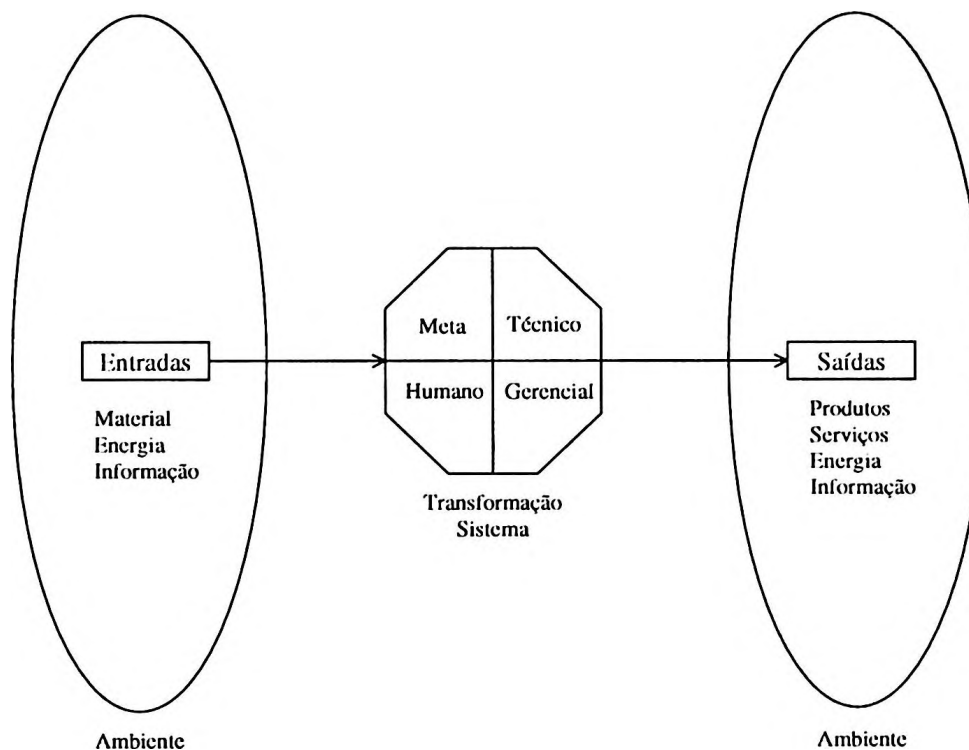 Entradas
Material
Energia
Informação
Ambiente
Meta
Técnico
Humano
Gerencial
Transformação
Sistema
Saídas
Produtos
Serviços
Energia
Informação
Ambiente